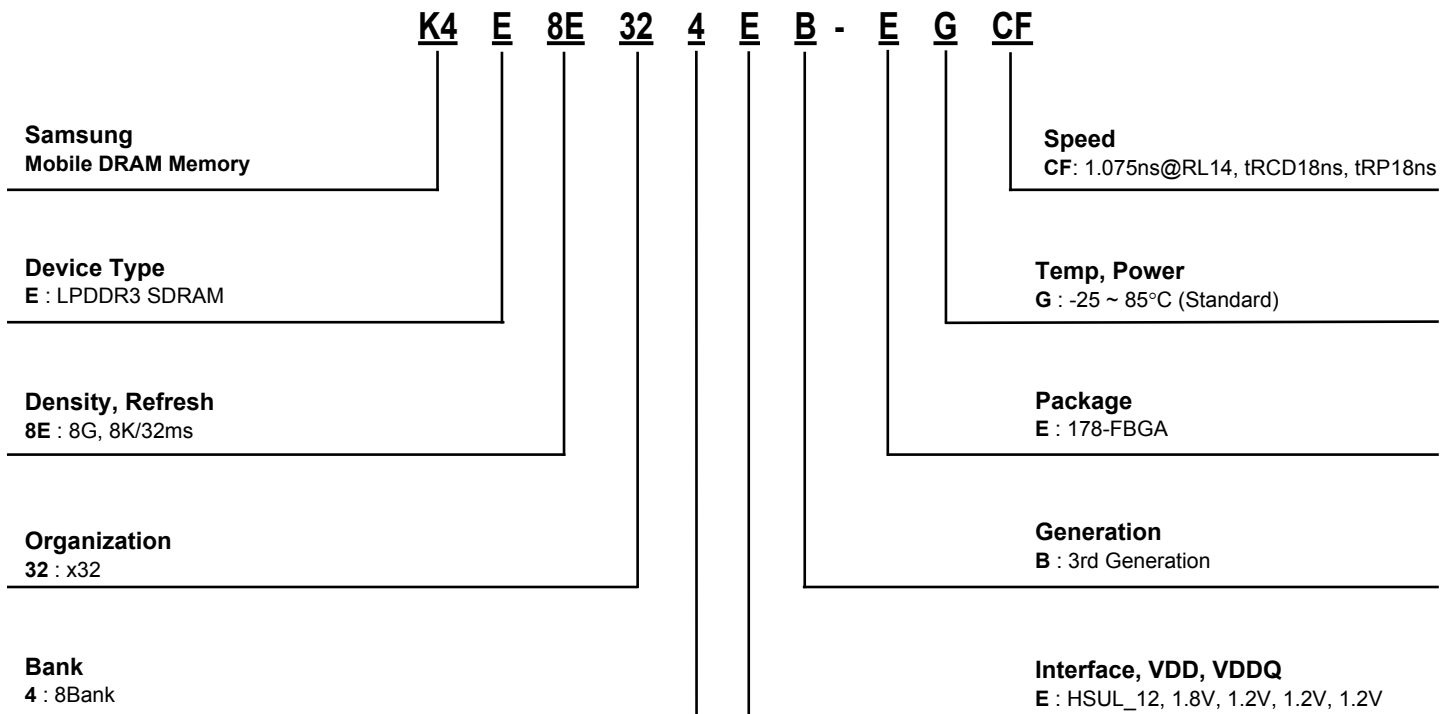 K4 E 8E 32 4 E B - E G CF
Samsung
Mobile DRAM Memory
Device Type
E : LPDDR3 SDRAM
Density, Refresh
8E : 8G, 8K/32ms
Organization
32 : x32
Bank
4 : 8Bank
Speed
CF: 1.075ns@RL14, tRCD18ns, tRP18ns
Temp, Power
G : -25 ~ 85°C (Standard)
Package
E : 178-FBGA
Generation
B : 3rd Generation
Interface, VDD, VDDQ
E : HSUL_12, 1.8V, 1.2V, 1.2V, 1.2V